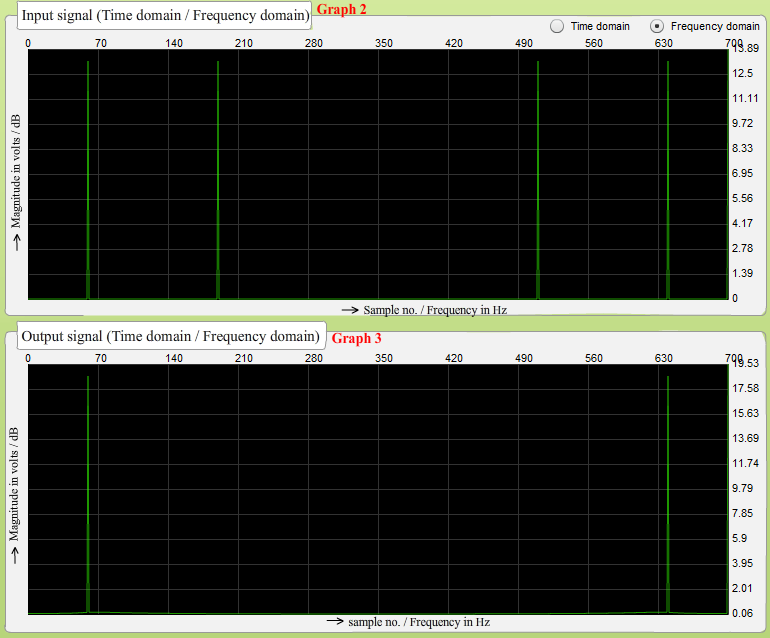 Input signal (Time domain / Frequency domain) Graph 2
Time domain Frequency domain
0 70 140 210 280 350 420 490 560 630 700
13.89
12.5
11.11
9.72
8.33
6.95
5.56
4.17
2.78
1.39
0
Magnitude in volts / dB
Sample no. / Frequency in Hz
Output signal (Time domain / Frequency domain) Graph 3
0 70 140 210 280 350 420 490 560 630 700
19.53
17.58
15.63
13.69
11.74
9.79
7.85
5.9
3.95
2.01
0.06
Magnitude in volts / dB
sample no. / Frequency in Hz